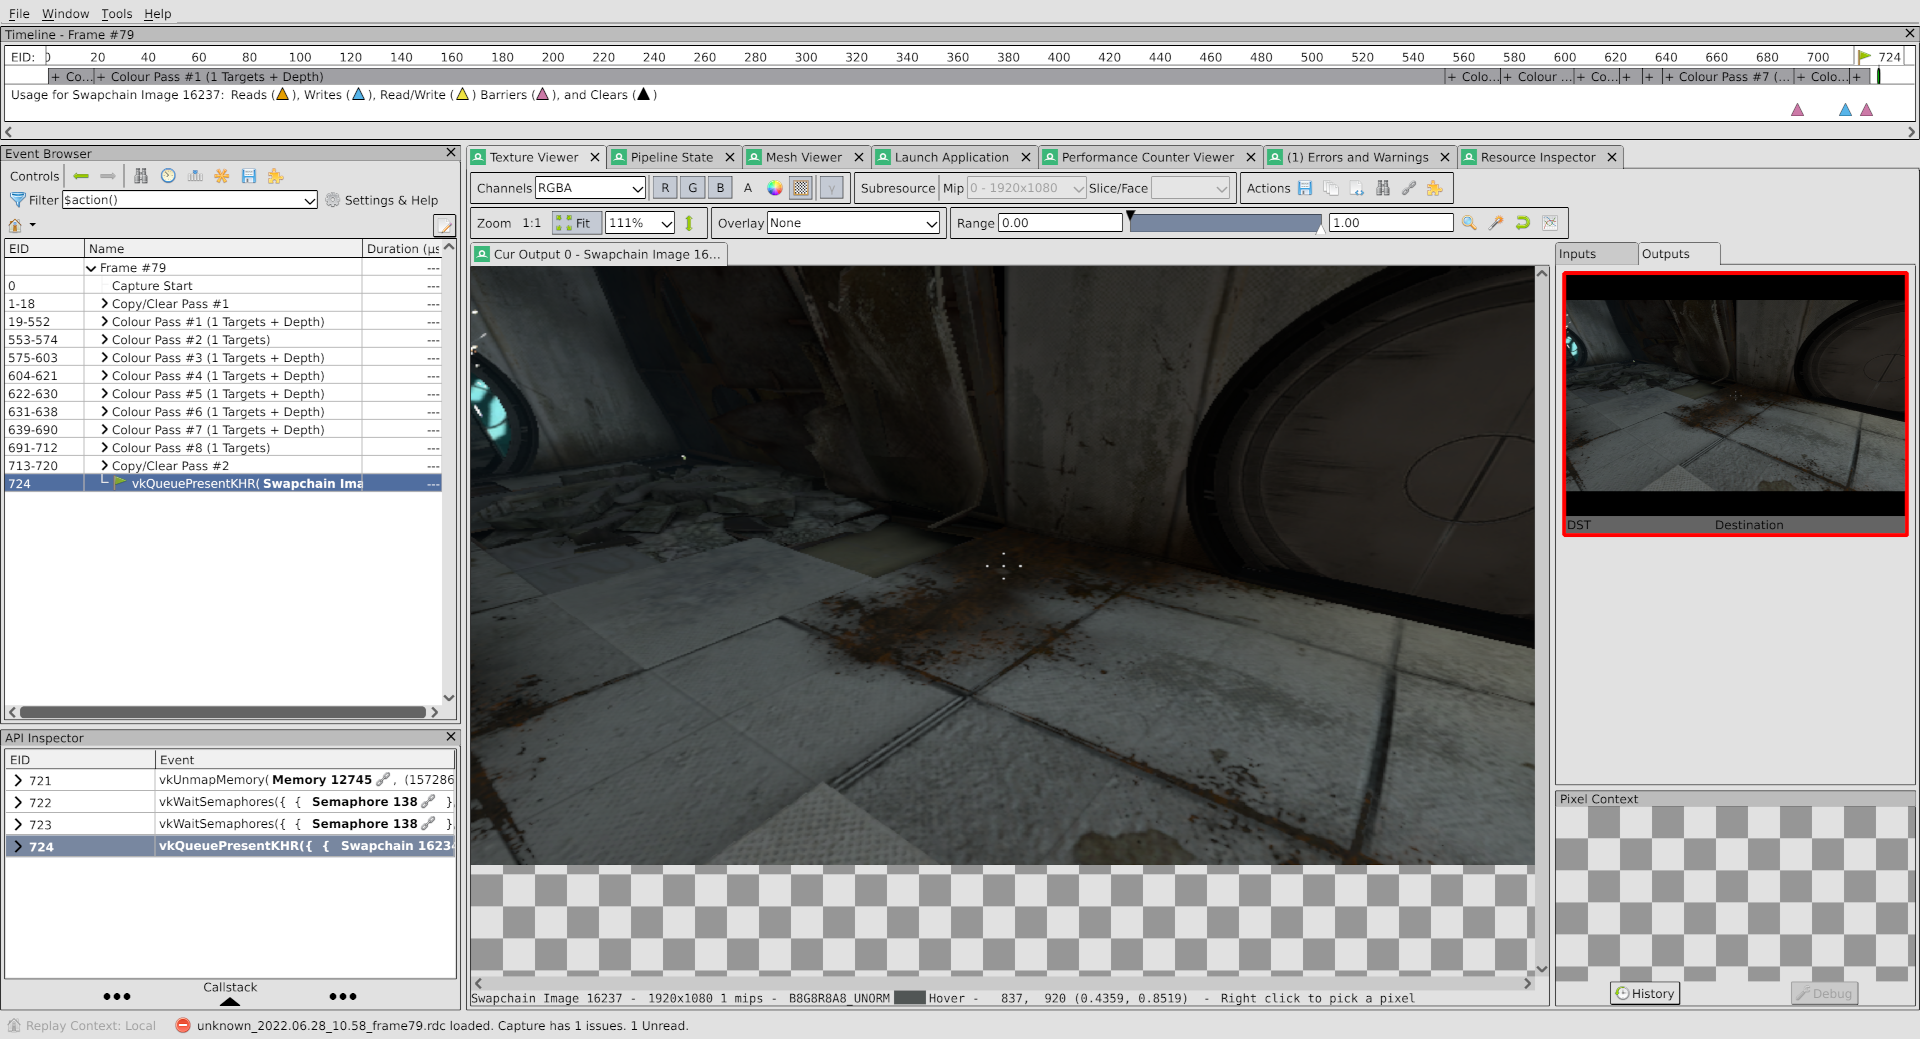 File Window Tools Help
Timeline - Frame #79
EID: 0 20 40 60 80 100 120 140 160 180 200 220 240 260 280 300 320 340 360 380 400 420 440 460 480 500 520 540 560 580 600 620 640 660 680 700 724
+ Co... + Colour Pass #1 (1 Targets + Depth) + Colo... + Colour ... + Co... + + + Colour Pass #7 (... + Colo... +
Usage for Swapchain Image 16237: Reads ( ), Writes ( ), Read/Write ( ) Barriers ( ), and Clears ( )
Event Browser
Controls
Filter $action() Settings & Help
EID Name Duration (µs
Frame #79 ---
0 Capture Start ---
1-18 Copy/Clear Pass #1 ---
19-552 Colour Pass #1 (1 Targets + Depth) ---
553-574 Colour Pass #2 (1 Targets) ---
575-603 Colour Pass #3 (1 Targets + Depth) ---
604-621 Colour Pass #4 (1 Targets + Depth) ---
622-630 Colour Pass #5 (1 Targets + Depth) ---
631-638 Colour Pass #6 (1 Targets + Depth) ---
639-690 Colour Pass #7 (1 Targets + Depth) ---
691-712 Colour Pass #8 (1 Targets) ---
713-720 Copy/Clear Pass #2 ---
724 vkQueuePresentKHR( Swapchain Ima ---
API Inspector
EID Event
721 vkUnmapMemory( Memory 12745 , (157286
722 vkWaitSemaphores({ { Semaphore 138 }
723 vkWaitSemaphores({ { Semaphore 138 }
724 vkQueuePresentKHR({ { Swapchain 1623
Callstack
Texture Viewer Pipeline State Mesh Viewer Launch Application Performance Counter Viewer (1) Errors and Warnings Resource Inspector
Channels RGBA R G B A γ Subresource Mip 0 - 1920x1080 Slice/Face Actions
Zoom 1:1 Fit 111% Overlay None Range 0.00 1.00
Cur Output 0 - Swapchain Image 16...
Swapchain Image 16237 - 1920x1080 1 mips - B8G8R8A8_UNORM Hover - 837, 920 (0.4359, 0.8519) - Right click to pick a pixel
Inputs Outputs
DST Destination
Pixel Context
History Debug
Replay Context: Local unknown_2022.06.28_10.58_frame79.rdc loaded. Capture has 1 issues. 1 Unread.